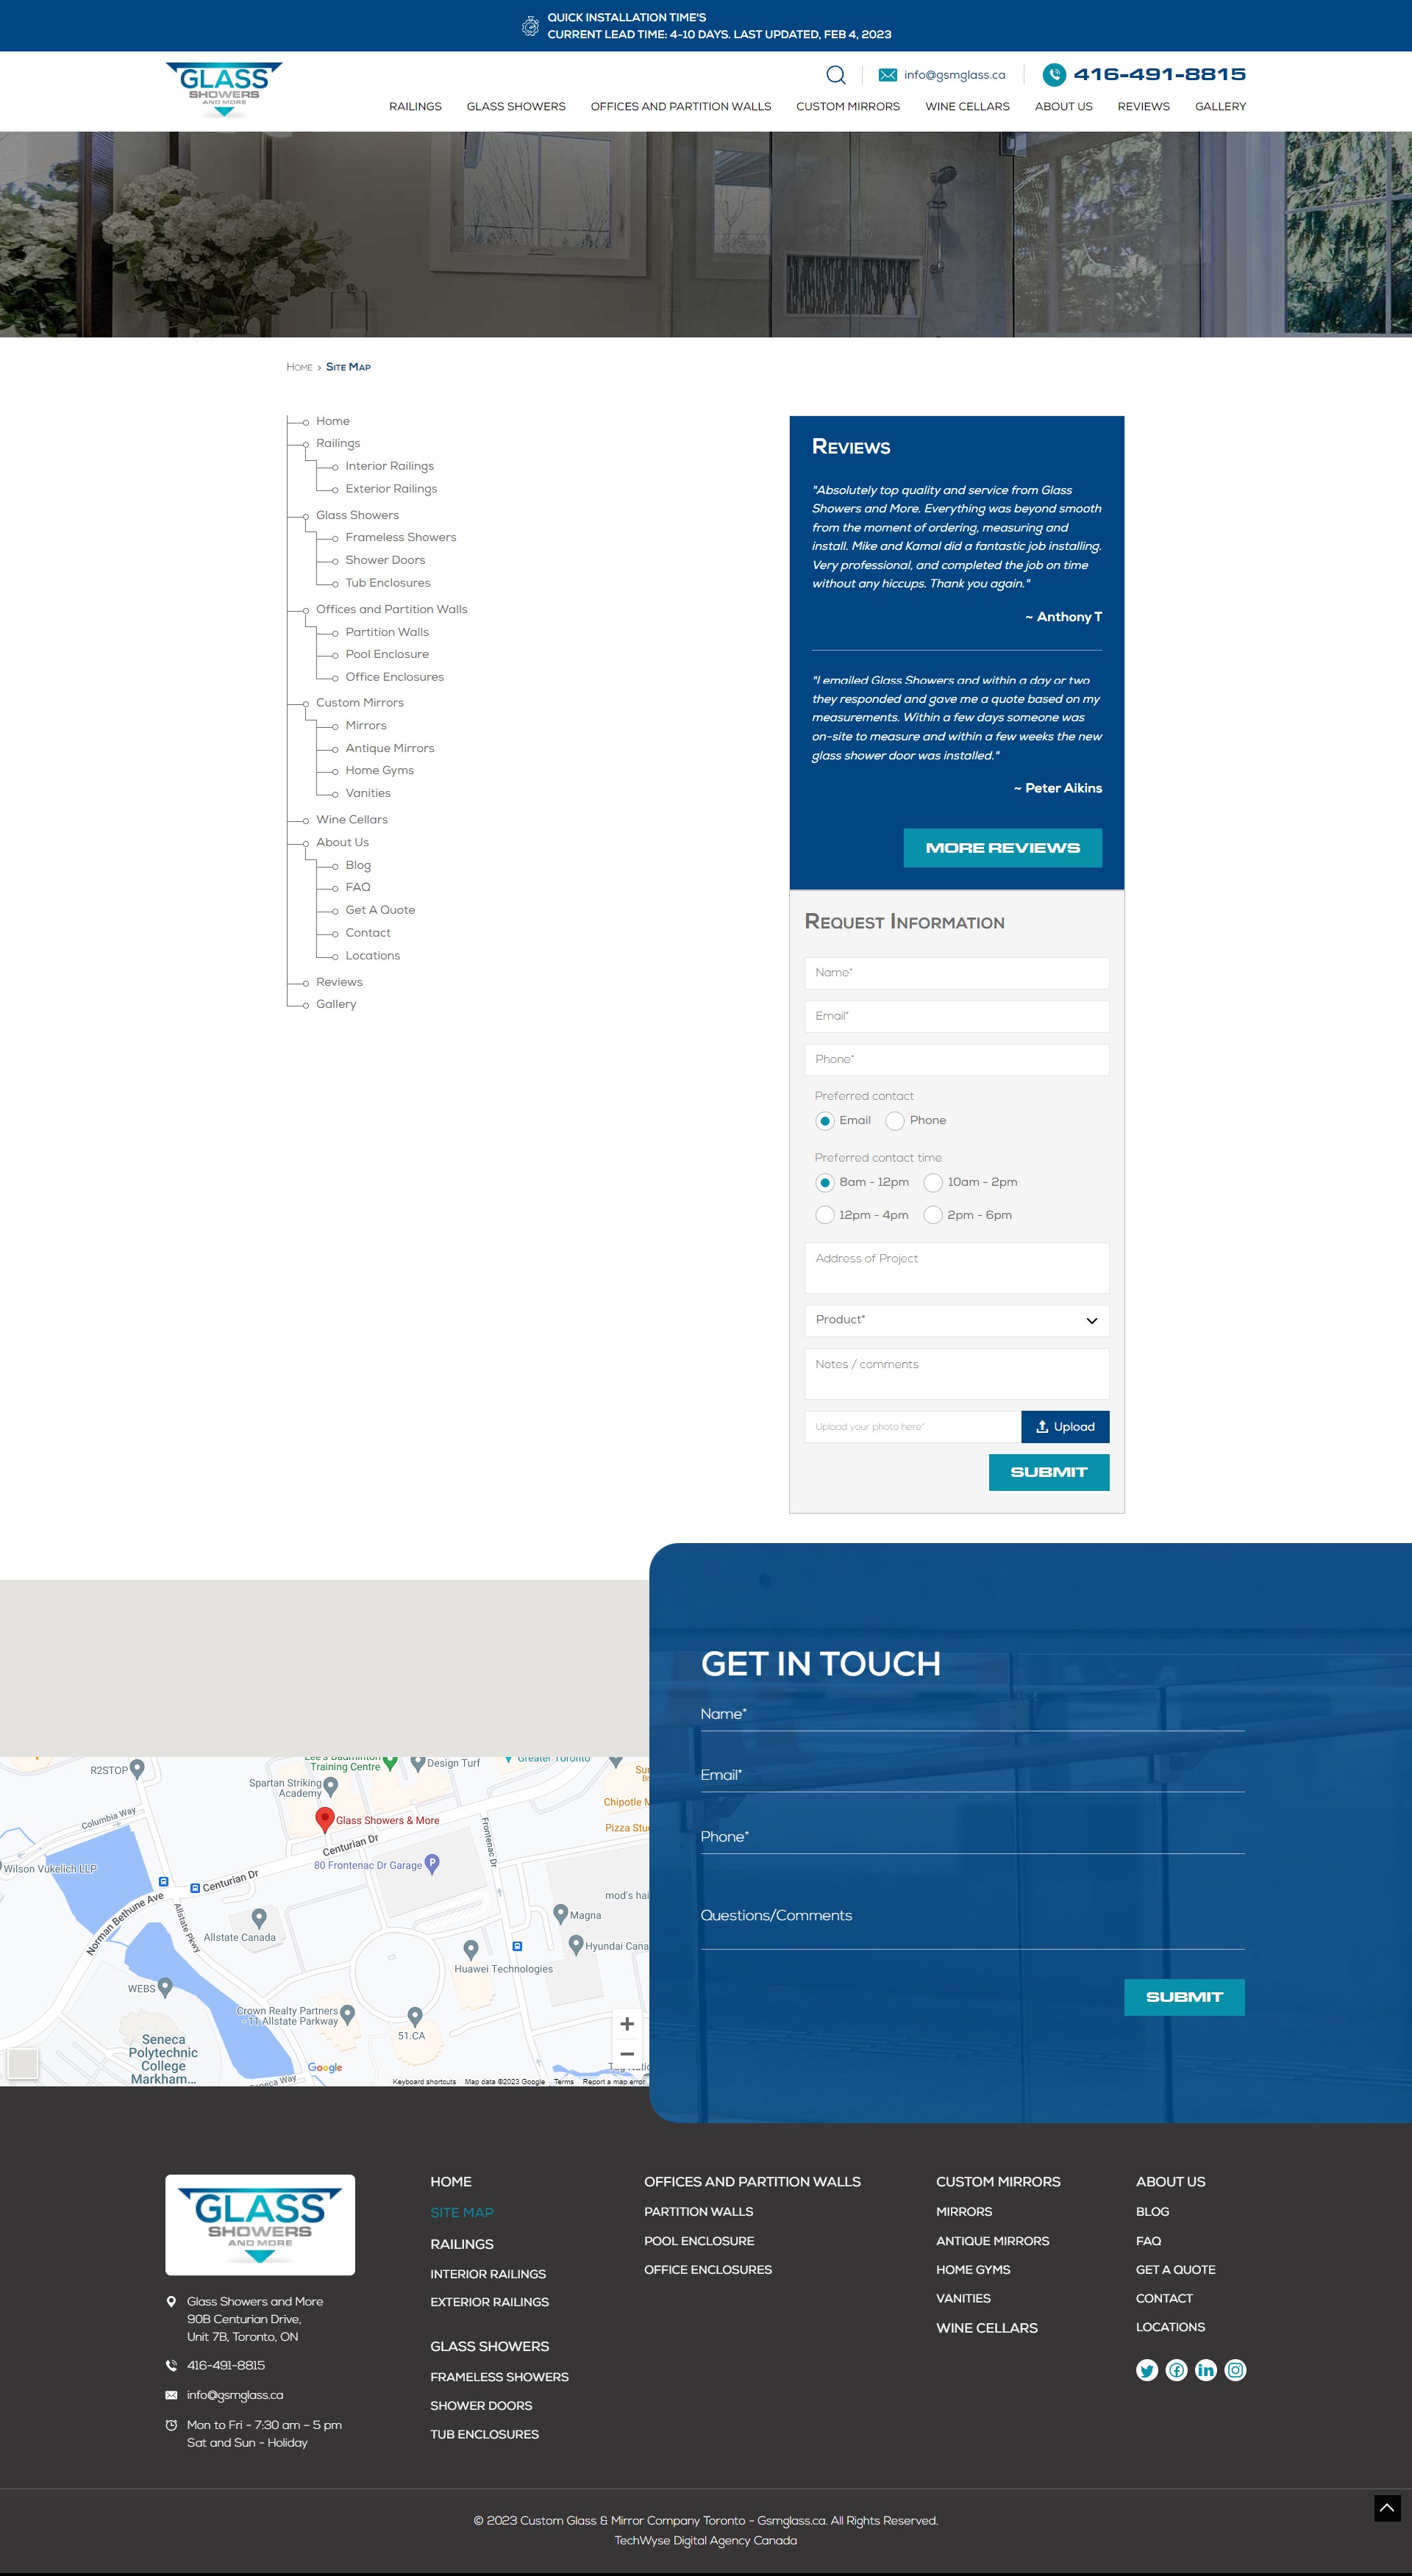 QUICK INSTALLATION TIME'S
CURRENT LEAD TIME: 4-10 DAYS. LAST UPDATED, FEB 4, 2023
GLASS
SHOWERS
AND MORE
info@gsmglass.ca
416-491-8815
RAILINGS
GLASS SHOWERS
OFFICES AND PARTITION WALLS
CUSTOM MIRRORS
WINE CELLARS
ABOUT US
REVIEWS
GALLERY
Home › Site Map
Home
Railings
Interior Railings
Exterior Railings
Glass Showers
Frameless Showers
Shower Doors
Tub Enclosures
Offices and Partition Walls
Partition Walls
Pool Enclosure
Office Enclosures
Custom Mirrors
Mirrors
Antique Mirrors
Home Gyms
Vanities
Wine Cellars
About Us
Blog
FAQ
Get A Quote
Contact
Locations
Reviews
Gallery
Reviews
"Absolutely top quality and service from Glass
Showers and More. Everything was beyond smooth
from the moment of ordering, measuring and
install. Mike and Kamal did a fantastic job installing.
Very professional, and completed the job on time
without any hiccups. Thank you again."
~ Anthony T
"I emailed Glass Showers and within a day or two
they responded and gave me a quote based on my
measurements. Within a few days someone was
on-site to measure and within a few weeks the new
glass shower door was installed."
~ Peter Aikins
MORE REVIEWS
Request Information
Name*
Email*
Phone*
Preferred contact
Email
Phone
Preferred contact time
8am - 12pm
10am - 2pm
12pm - 4pm
2pm - 6pm
Address of Project
Product*
Notes / comments
Upload your photo here*
Upload
SUBMIT
R2STOP
Lee's Badminton
Training Centre
Design Turf
Greater Toronto
Spartan Striking
Academy
Chipotle
Columbia Way
Glass Showers & More
Pizza
Centurian Dr
Frontenac Dr
80 Frontenac Dr Garage
P
Wilson Vukelich LLP
Centurian Dr
mod's
Norman Bethune Ave
Allstate Pkwy
Magna
Allstate Canada
Hyundai
Huawei Technologies
WEBS
Crown Realty Partners
- 11 Allstate Parkway
51.CA
Seneca
Polytechnic
College
Markham...
Google
Seneca Way
Keyboard shortcuts
Map data ©2023 Google
Terms
Report a map error
GET IN TOUCH
Name*
Email*
Phone*
Questions/Comments
SUBMIT
GLASS
SHOWERS
AND MORE
Glass Showers and More
90B Centurian Drive,
Unit 7B, Toronto, ON
416-491-8815
info@gsmglass.ca
Mon to Fri - 7:30 am – 5 pm
Sat and Sun - Holiday
HOME
SITE MAP
RAILINGS
INTERIOR RAILINGS
EXTERIOR RAILINGS
GLASS SHOWERS
FRAMELESS SHOWERS
SHOWER DOORS
TUB ENCLOSURES
OFFICES AND PARTITION WALLS
PARTITION WALLS
POOL ENCLOSURE
OFFICE ENCLOSURES
CUSTOM MIRRORS
MIRRORS
ANTIQUE MIRRORS
HOME GYMS
VANITIES
WINE CELLARS
ABOUT US
BLOG
FAQ
GET A QUOTE
CONTACT
LOCATIONS
© 2023 Custom Glass & Mirror Company Toronto - Gsmglass.ca. All Rights Reserved.
TechWyse Digital Agency Canada